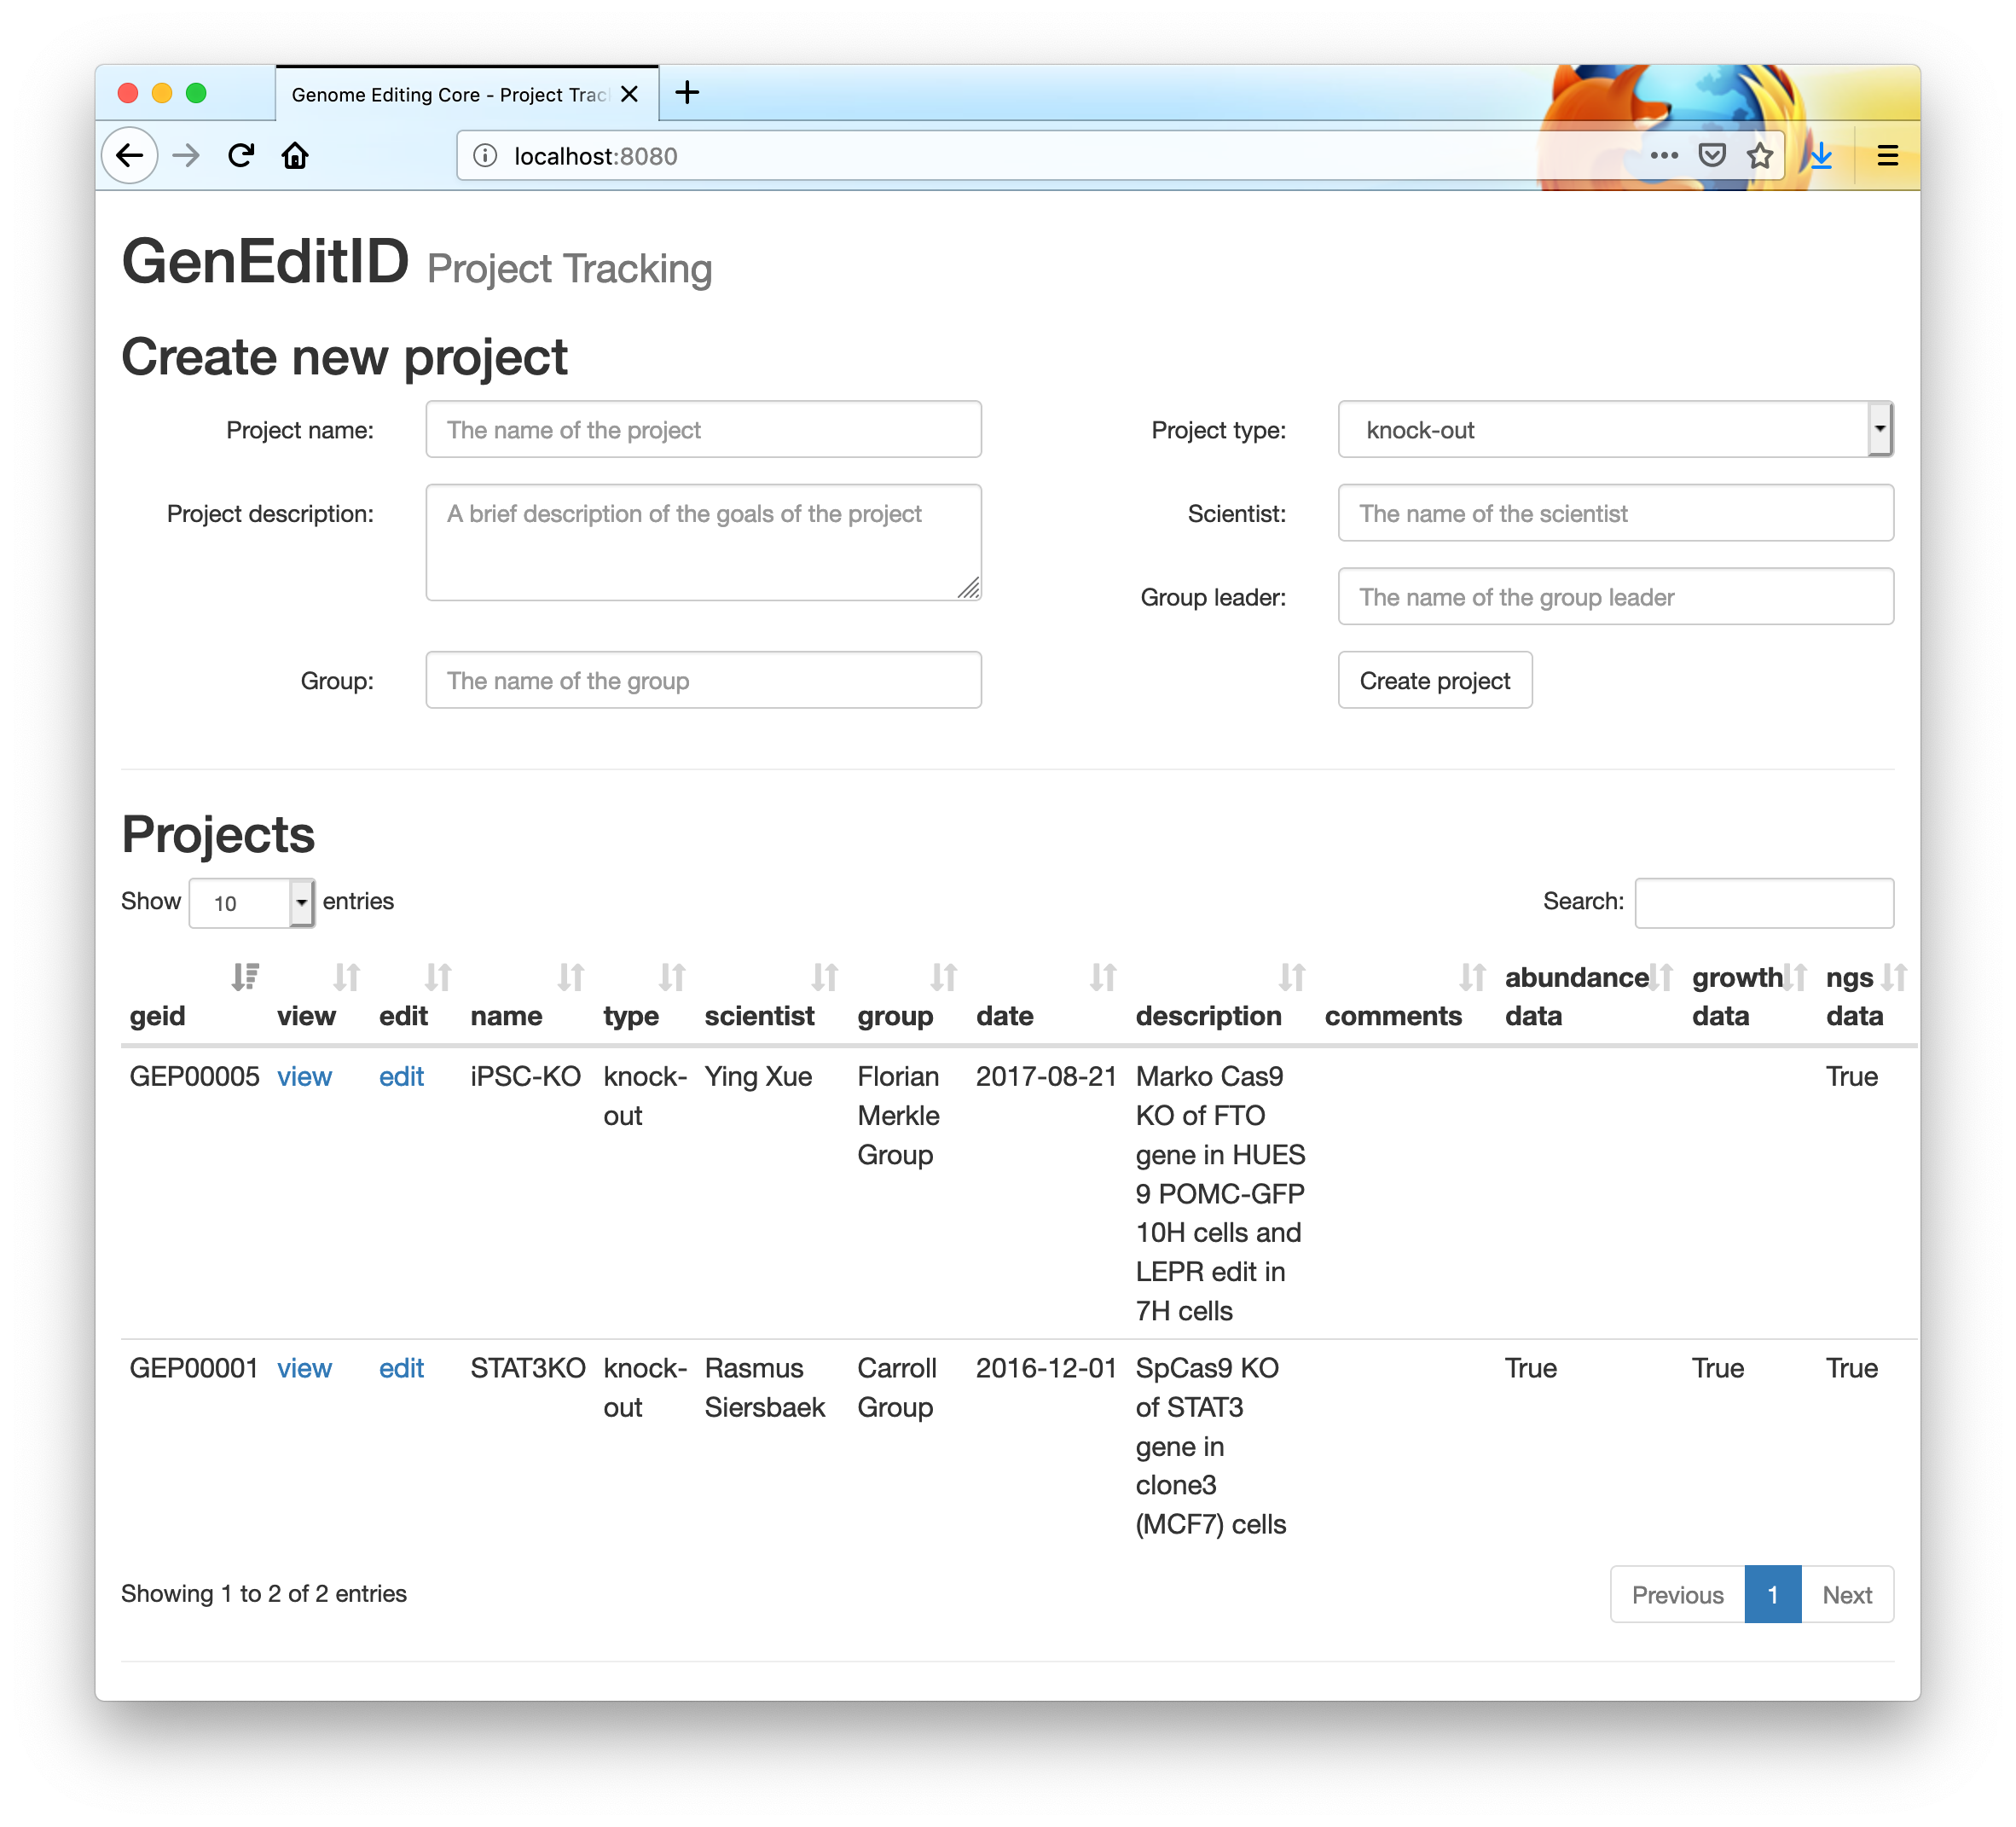 Genome Editing Core - Project Trac
localhost:8080
GenEditID Project Tracking
Create new project
Project name: The name of the project
Project type: knock-out
Project description: A brief description of the goals of the project
Scientist: The name of the scientist
Group leader: The name of the group leader
Group: The name of the group
Create project
Projects
Show 10 entries
Search:
geid view edit name type scientist group date description comments abundance data growth data ngs data
GEP00005 view edit iPSC-KO knock- Ying Xue Florian 2017-08-21 Marko Cas9 True
out Merkle KO of FTO
Group gene in HUES
9 POMC-GFP
10H cells and
LEPR edit in
7H cells
GEP00001 view edit STAT3KO knock- Rasmus Carroll 2016-12-01 SpCas9 KO True True True
out Siersbaek Group of STAT3
gene in
clone3
(MCF7) cells
Showing 1 to 2 of 2 entries
Previous 1 Next